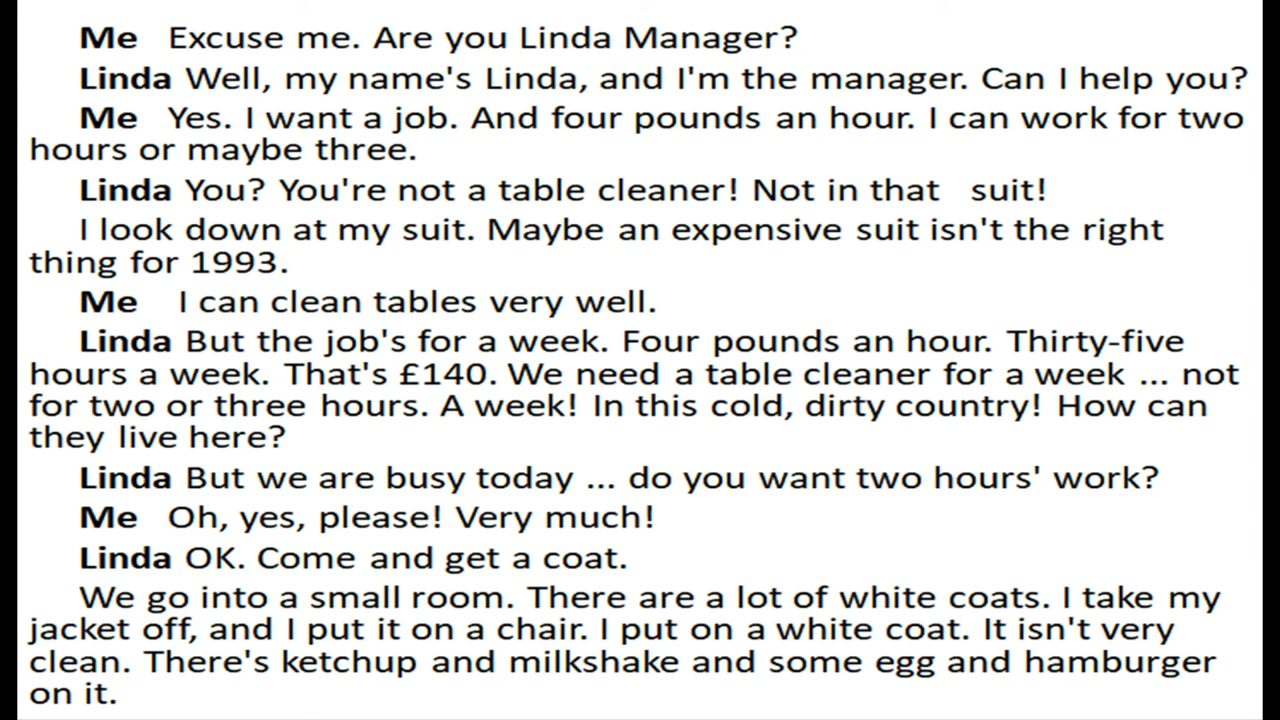 Me Excuse me. Are you Linda Manager?
Linda Well, my name's Linda, and I'm the manager. Can I help you?
Me Yes. I want a job. And four pounds an hour. I can work for two
hours or maybe three.
Linda You? You're not a table cleaner! Not in that suit!
I look down at my suit. Maybe an expensive suit isn't the right
thing for 1993.
Me I can clean tables very well.
Linda But the job's for a week. Four pounds an hour. Thirty-five
hours a week. That's £140. We need a table cleaner for a week ... not
for two or three hours. A week! In this cold, dirty country! How can
they live here?
Linda But we are busy today ... do you want two hours' work?
Me Oh, yes, please! Very much!
Linda OK. Come and get a coat.
We go into a small room. There are a lot of white coats. I take my
jacket off, and I put it on a chair. I put on a white coat. It isn't very
clean. There's ketchup and milkshake and some egg and hamburger
on it.